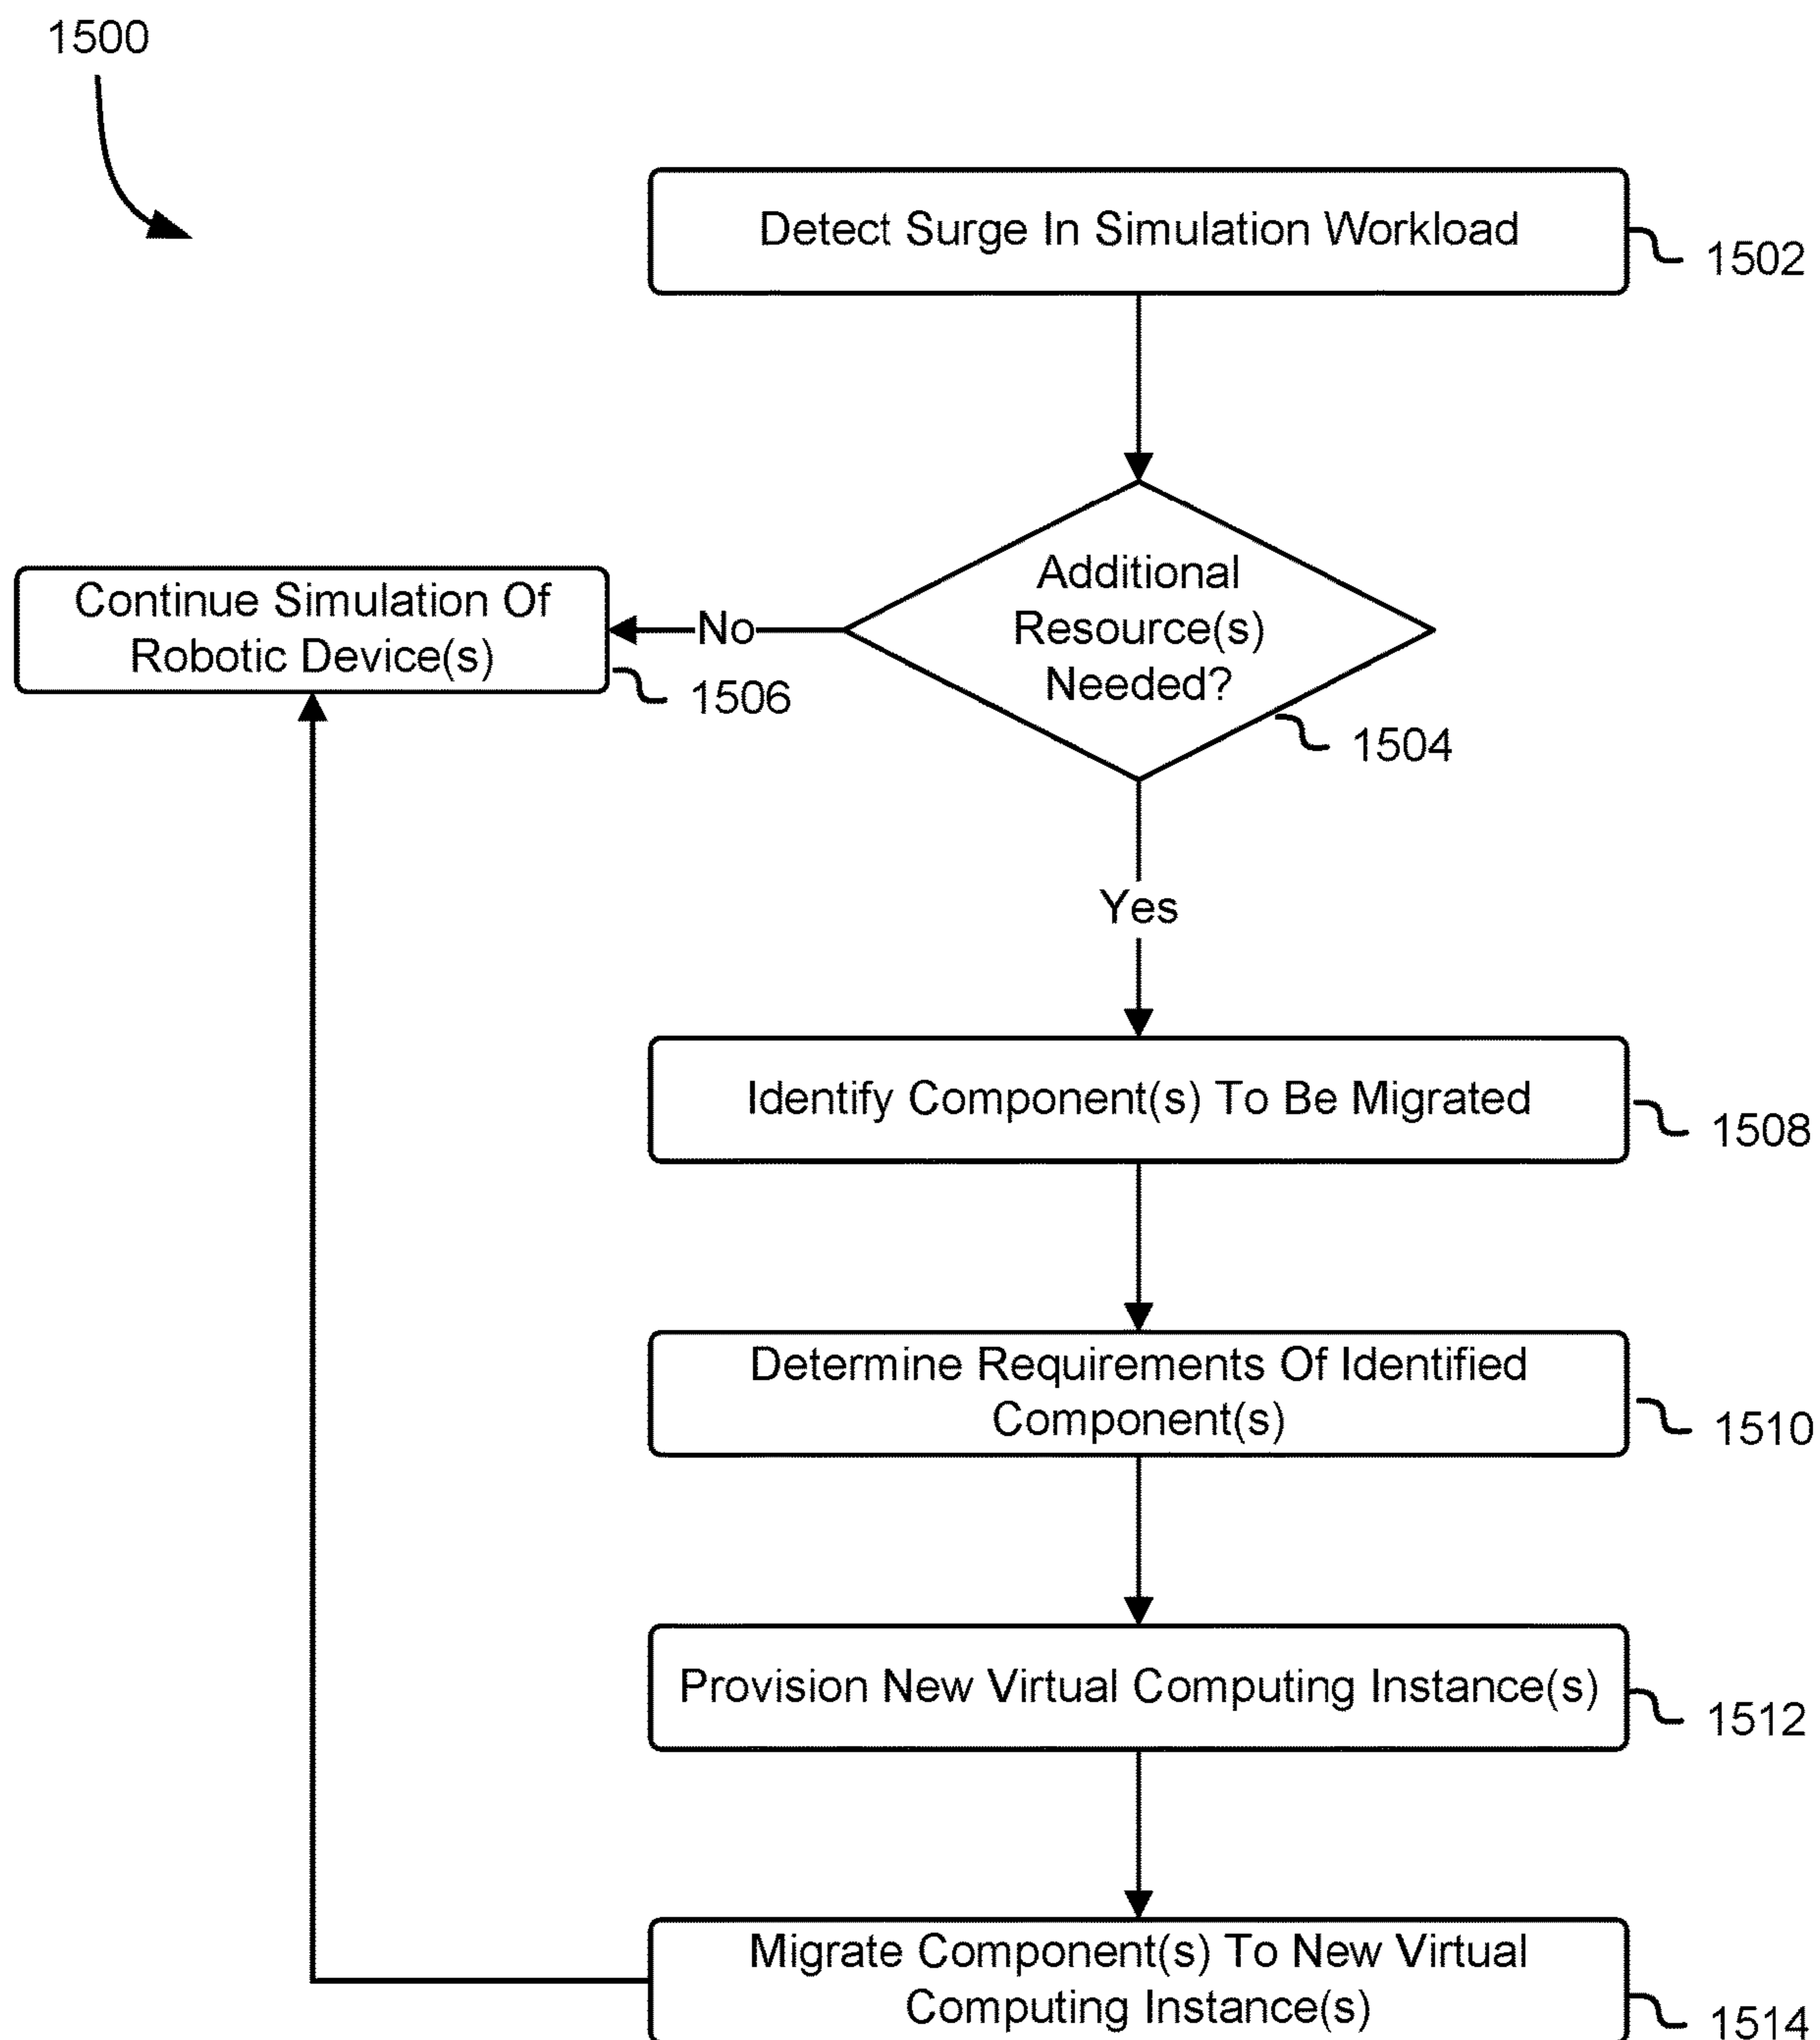 1500
Detect Surge In Simulation Workload
1502
Additional
Resource(s)
Needed?
1504
No
Continue Simulation Of
Robotic Device(s)
1506
Yes
Identify Component(s) To Be Migrated
1508
Determine Requirements Of Identified
Component(s)
1510
Provision New Virtual Computing Instance(s)
1512
Migrate Component(s) To New Virtual
Computing Instance(s)
1514